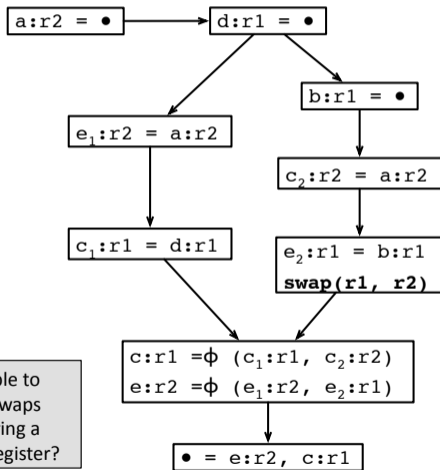 a:r2 = •
d:r1 = •
b:r1 = •
e₁:r2 = a:r2
c₂:r2 = a:r2
c₁:r1 = d:r1
e₂:r1 = b:r1
swap(r1, r2)
c:r1 =ϕ (c₁:r1, c₂:r2)
e:r2 =ϕ (e₁:r2, e₂:r1)
ple to
waps
ing a
egister?
• = e:r2, c:r1